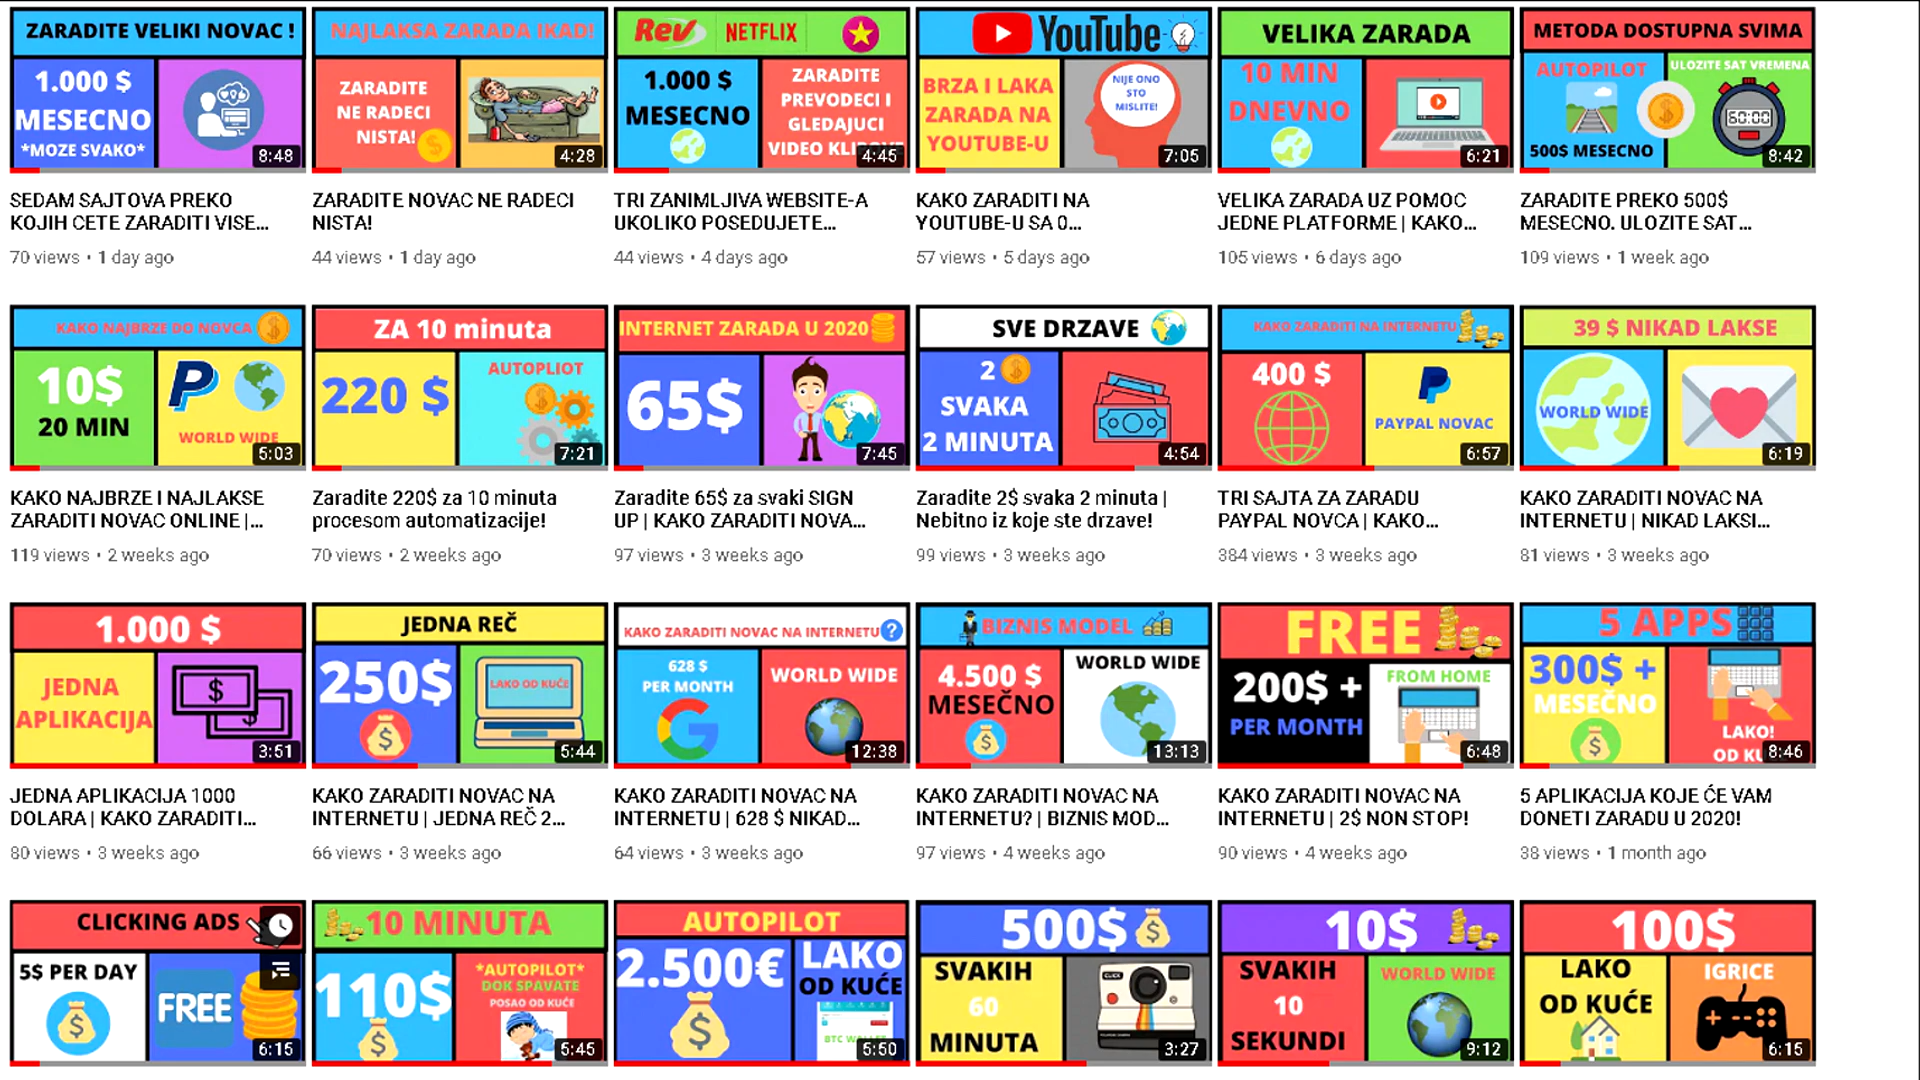 ZARADITE VELIKI NOVAC !
1.000 $
MESECNO
*MOZE SVAKO*
8:48
SEDAM SAJTOVA PREKO
KOJIH CETE ZARADITI VISE...
70 views • 1 day ago
NAJLAKSA ZARADA IKAD!
ZARADITE
NE RADECI
NISTA!
4:28
ZARADITE NOVAC NE RADECI
NISTA!
44 views • 1 day ago
Rev
NETFLIX
1.000 $
MESECNO
ZARADITE
PREVODECI I
GLEDAJUCI
VIDEO
4:45
TRI ZANIMLJIVA WEBSITE-A
UKOLIKO POSEDUJETE...
44 views • 4 days ago
YouTube
BRZA I LAKA
ZARADA NA
YOUTUBE-U
NIJE ONO
STO
MISLITE!
7:05
KAKO ZARADITI NA
YOUTUBE-U SA 0...
57 views • 5 days ago
VELIKA ZARADA
10 MIN
DNEVNO
6:21
VELIKA ZARADA UZ POMOC
JEDNE PLATFORME | KAKO...
105 views • 6 days ago
METODA DOSTUPNA SVIMA
AUTOPILOT
ULOZITE SAT VREMENA
60:00
500$ MESECNO
8:42
ZARADITE PREKO 500$
MESECNO. ULOZITE SAT...
109 views • 1 week ago
KAKO NAJBRZE DO NOVCA
10$
20 MIN
WORLD WIDE
5:03
KAKO NAJBRZE I NAJLAKSE
ZARADITI NOVAC ONLINE |...
119 views • 2 weeks ago
ZA 10 minuta
220 $
AUTOPLIOT
7:21
Zaradite 220$ za 10 minuta
procesom automatizacije!
70 views • 2 weeks ago
INTERNET ZARADA U 2020
65$
7:45
Zaradite 65$ za svaki SIGN
UP | KAKO ZARADITI NOVA...
97 views • 3 weeks ago
SVE DRZAVE
2
SVAKA
2 MINUTA
4:54
Zaradite 2$ svaka 2 minuta |
Nebitno iz koje ste drzave!
99 views • 3 weeks ago
KAKO ZARADITI NA INTERNETU
400 $
PAYPAL NOVAC
6:57
TRI SAJTA ZA ZARADU
PAYPAL NOVCA | KAKO...
384 views • 3 weeks ago
39 $ NIKAD LAKSE
WORLD WIDE
6:19
KAKO ZARADITI NOVAC NA
INTERNETU | NIKAD LAKSI...
81 views • 3 weeks ago
1.000 $
JEDNA
APLIKACIJA
$
3:51
JEDNA APLIKACIJA 1000
DOLARA | KAKO ZARADITI...
80 views • 3 weeks ago
JEDNA REČ
250$
LAKO OD KUĆE
5:44
KAKO ZARADITI NOVAC NA
INTERNETU | JEDNA REČ 2...
66 views • 3 weeks ago
KAKO ZARADITI NOVAC NA INTERNETU?
628 $
PER MONTH
WORLD WIDE
12:38
KAKO ZARADITI NOVAC NA
INTERNETU | 628 $ NIKAD...
64 views • 3 weeks ago
BIZNIS MODEL
4.500 $
MESEČNO
WORLD WIDE
13:13
KAKO ZARADITI NOVAC NA
INTERNETU? | BIZNIS MOD...
97 views • 4 weeks ago
FREE
200$ +
PER MONTH
FROM HOME
6:48
KAKO ZARADITI NOVAC NA
INTERNETU | 2$ NON STOP!
90 views • 4 weeks ago
5 APPS
300$ +
MESEČNO
LAKO!
OD
8:46
5 APLIKACIJA KOJE ĆE VAM
DONETI ZARADU U 2020!
38 views • 1 month ago
CLICKING ADS
5$ PER DAY
FREE
6:15
10 MINUTA
110$
*AUTOPILOT*
DOK SPAVATE
POSAO OD KUĆE
5:45
AUTOPILOT
2.500€
LAKO
OD KUĆE
BTC WALLET
5:50
500$
SVAKIH
60
MINUTA
CLICK
3:27
10$
SVAKIH
10
SEKUNDI
WORLD WIDE
9:12
100$
LAKO
OD KUĆE
IGRICE
6:15